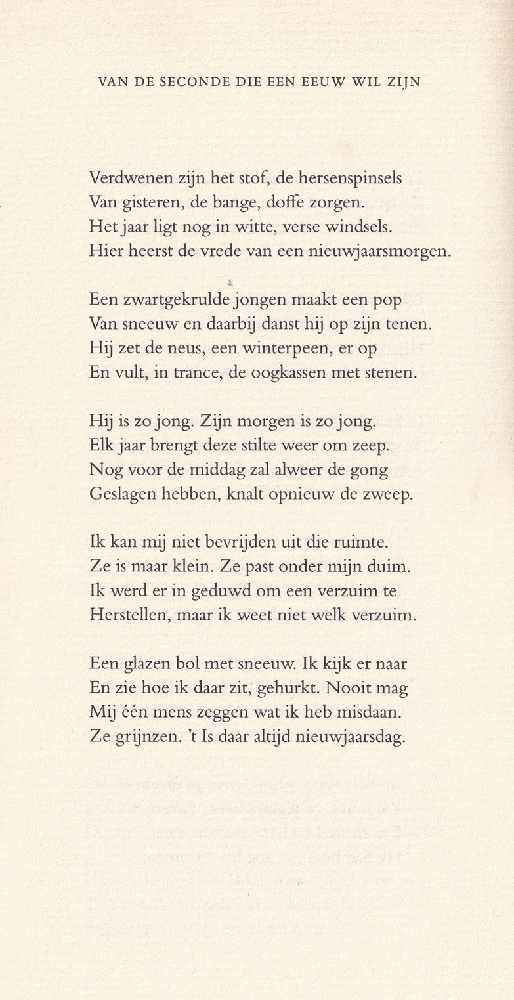 VAN DE SECONDE DIE EEN EEUW WIL ZIJN
Verdwenen zijn het stof, de hersenspinsels
Van gisteren, de bange, doffe zorgen.
Het jaar ligt nog in witte, verse windsels.
Hier heerst de vrede van een nieuwjaarsmorgen.
Een zwartgekrulde jongen maakt een pop
Van sneeuw en daarbij danst hij op zijn tenen.
Hij zet de neus, een winterpeen, er op
En vult, in trance, de oogkassen met stenen.
Hij is zo jong. Zijn morgen is zo jong.
Elk jaar brengt deze stilte weer om zeep.
Nog voor de middag zal alweer de gong
Geslagen hebben, knalt opnieuw de zweep.
Ik kan mij niet bevrijden uit die ruimte.
Ze is maar klein. Ze past onder mijn duim.
Ik werd er in geduwd om een verzuim te
Herstellen, maar ik weet niet welk verzuim.
Een glazen bol met sneeuw. Ik kijk er naar
En zie hoe ik daar zit, gehurkt. Nooit mag
Mij één mens zeggen wat ik heb misdaan.
Ze grijnzen. ’t Is daar altijd nieuwjaarsdag.